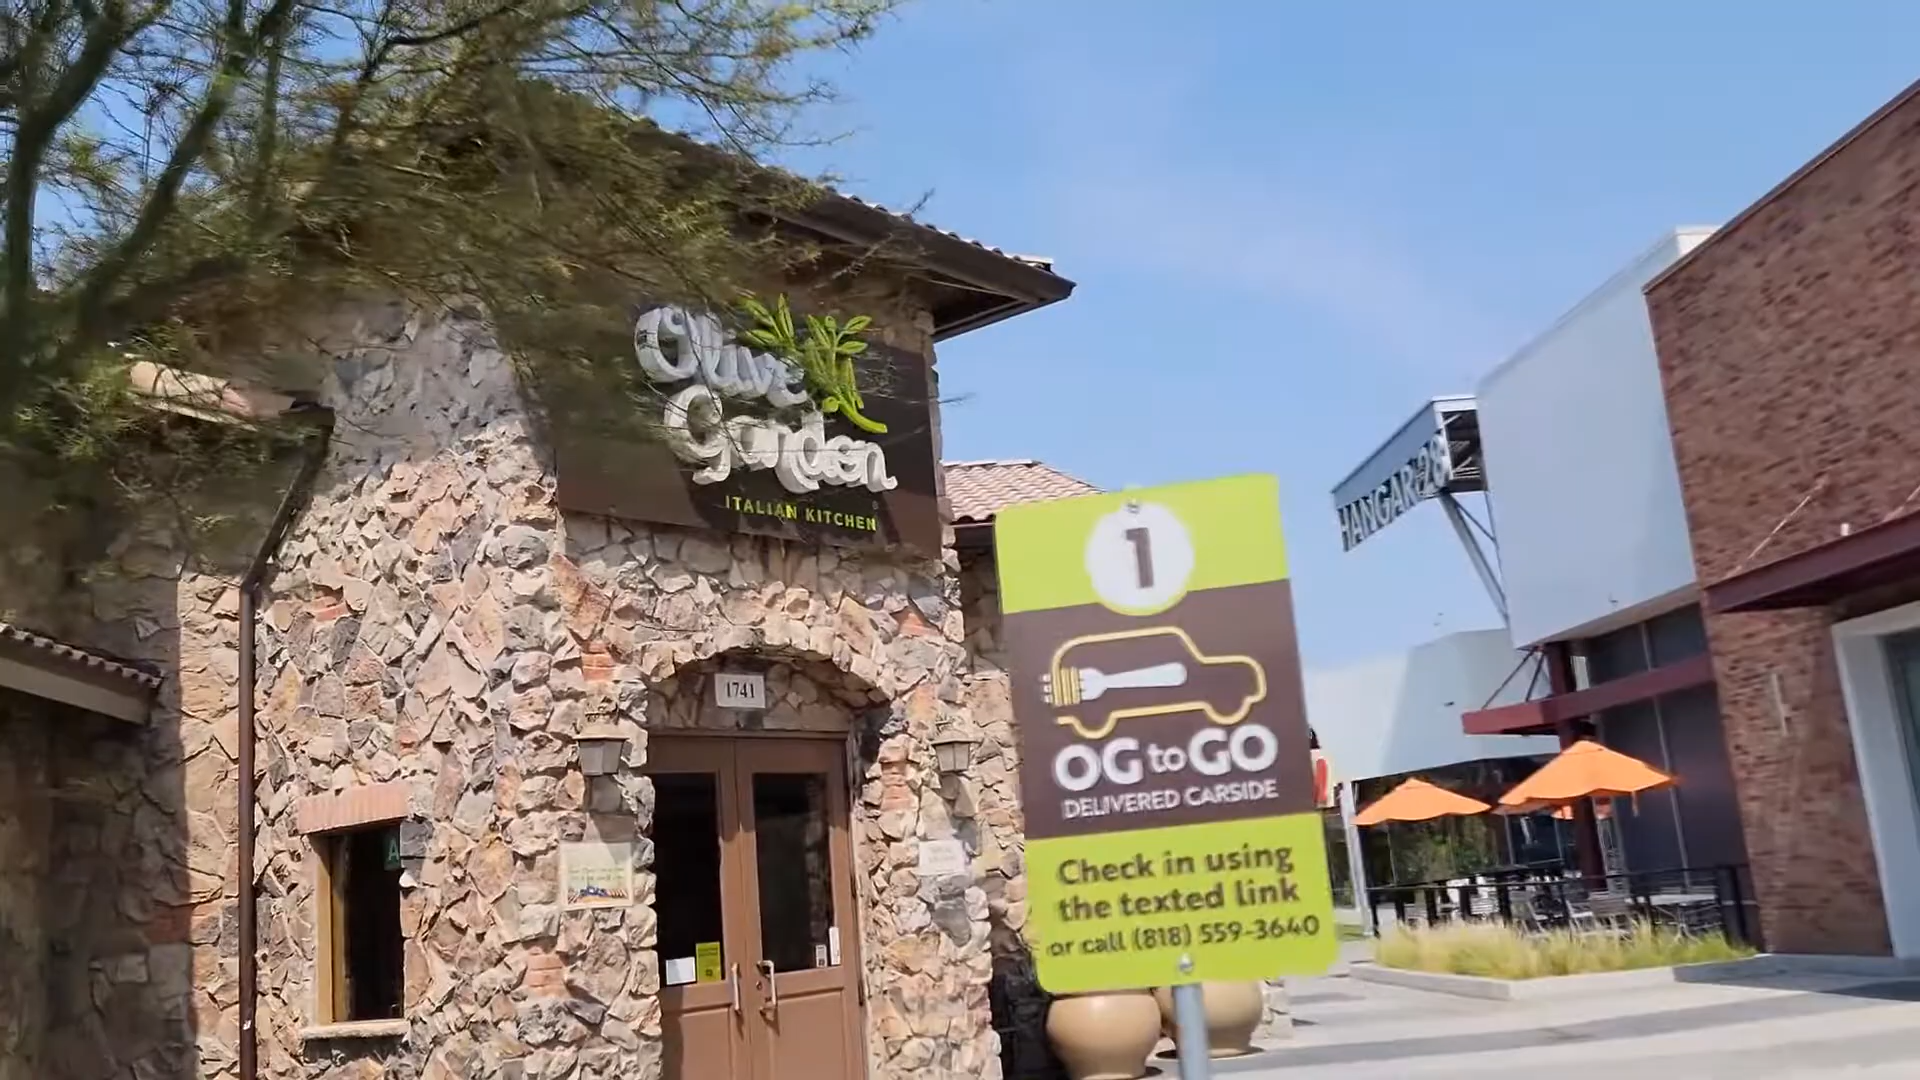 Olive
Garden
ITALIAN KITCHEN
1741
A
HANGAR 28
1
OG to GO
DELIVERED CARSIDE
Check in using
the texted link
or call (818) 559-3640